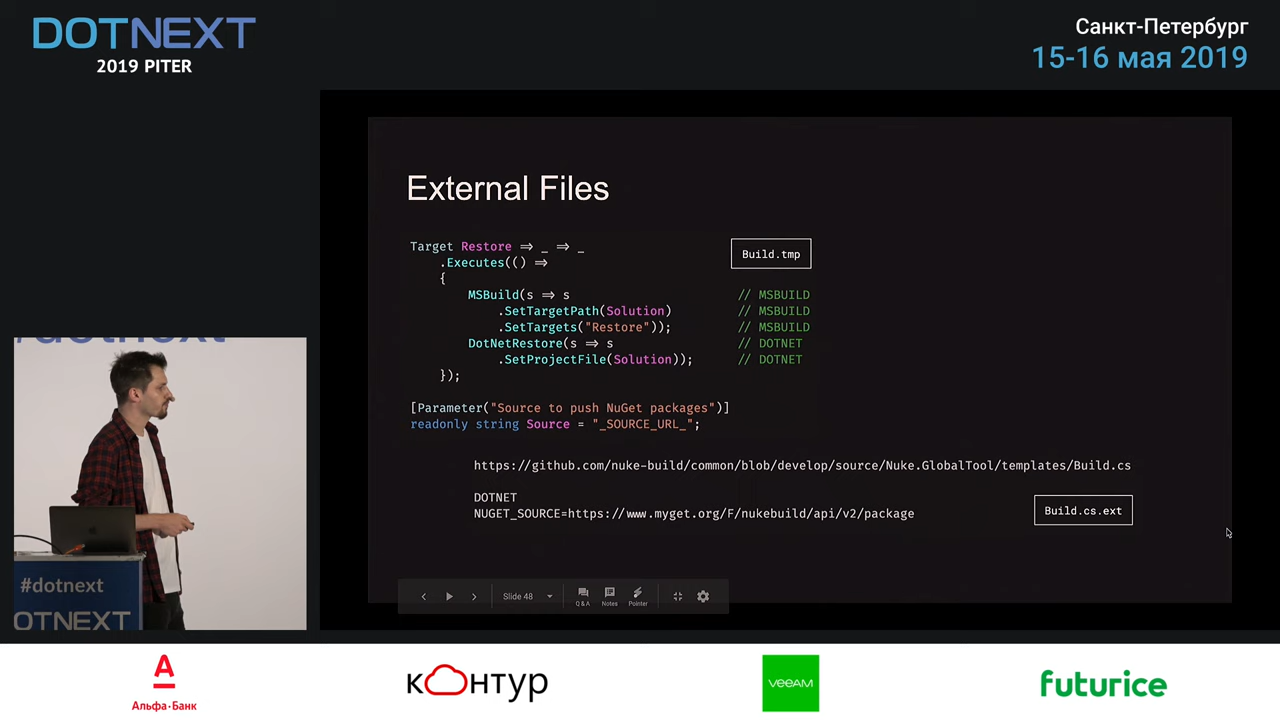 DOTNEXT
2019 PITER
Санкт-Петербург
15-16 мая 2019
External Files
Target Restore ⇒ _ ⇒ _
.Executes(() ⇒
{
MSBuild(s ⇒ s // MSBUILD
.SetTargetPath(Solution) // MSBUILD
.SetTargets("Restore")); // MSBUILD
DotNetRestore(s ⇒ s // DOTNET
.SetProjectFile(Solution)); // DOTNET
});
Build.tmp
[Parameter("Source to push NuGet packages")]
readonly string Source = "_SOURCE_URL_";
https://github.com/nuke-build/common/blob/develop/source/Nuke.GlobalTool/templates/Build.cs
DOTNET
NUGET_SOURCE=https://www.myget.org/F/nukebuild/api/v2/package
Build.cs.ext
Slide 48
Q & A
Notes
Pointer
#dotnext
#dotnext
DOTNEXT
А
Альфа·Банк
контур
veeam
futurice